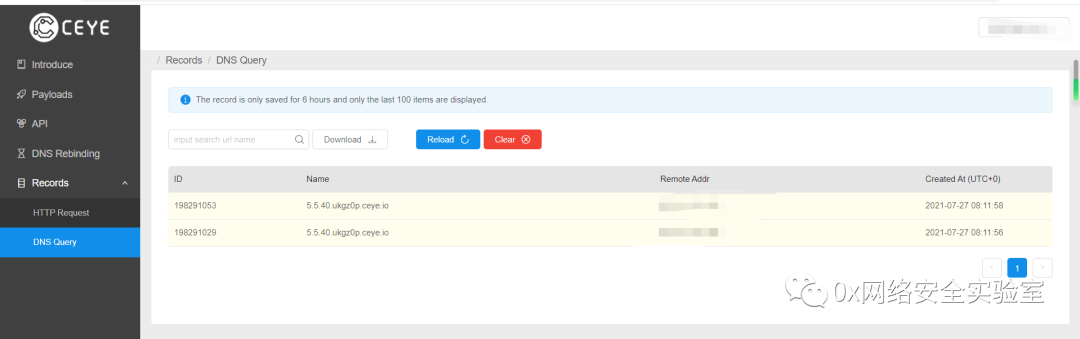 CEYE
Introduce
Payloads
API
DNS Rebinding
Records
HTTP Request
DNS Query
/ Records / DNS Query
The record is only saved for 6 hours and only the last 100 items are displayed.
input search url name
Download
Reload
Clear
ID Name Remote Addr Created At (UTC+0)
198291053 5.5.40.ukgz0p.ceye.io 2021-07-27 08:11:58
198291029 5.5.40.ukgz0p.ceye.io 2021-07-27 08:11:56
< 1 >
0x网络安全实验室